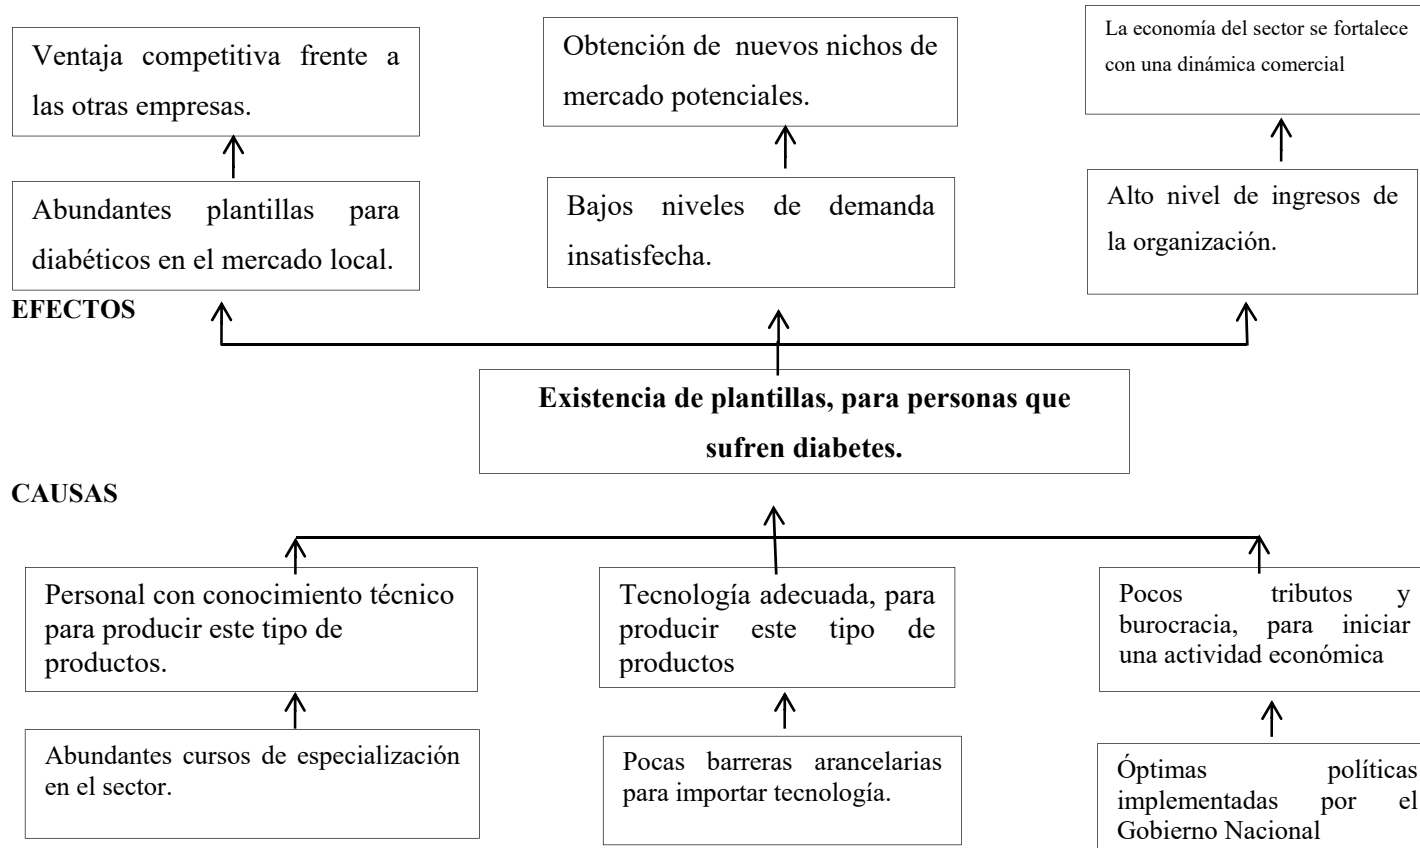 Ventaja competitiva frente a
las otras empresas.
Obtención de nuevos nichos de
mercado potenciales.
La economía del sector se fortalece
con una dinámica comercial
Abundantes plantillas para
diabéticos en el mercado local.
Bajos niveles de demanda
insatisfecha.
Alto nivel de ingresos de
la organización.
EFECTOS
Existencia de plantillas, para personas que
sufren diabetes.
CAUSAS
Personal con conocimiento técnico
para producir este tipo de
productos.
Tecnología adecuada, para
producir este tipo de
productos
Pocos tributos y
burocracia, para iniciar
una actividad económica
Abundantes cursos de especialización
en el sector.
Pocas barreras arancelarias
para importar tecnología.
Óptimas políticas
implementadas por el
Gobierno Nacional